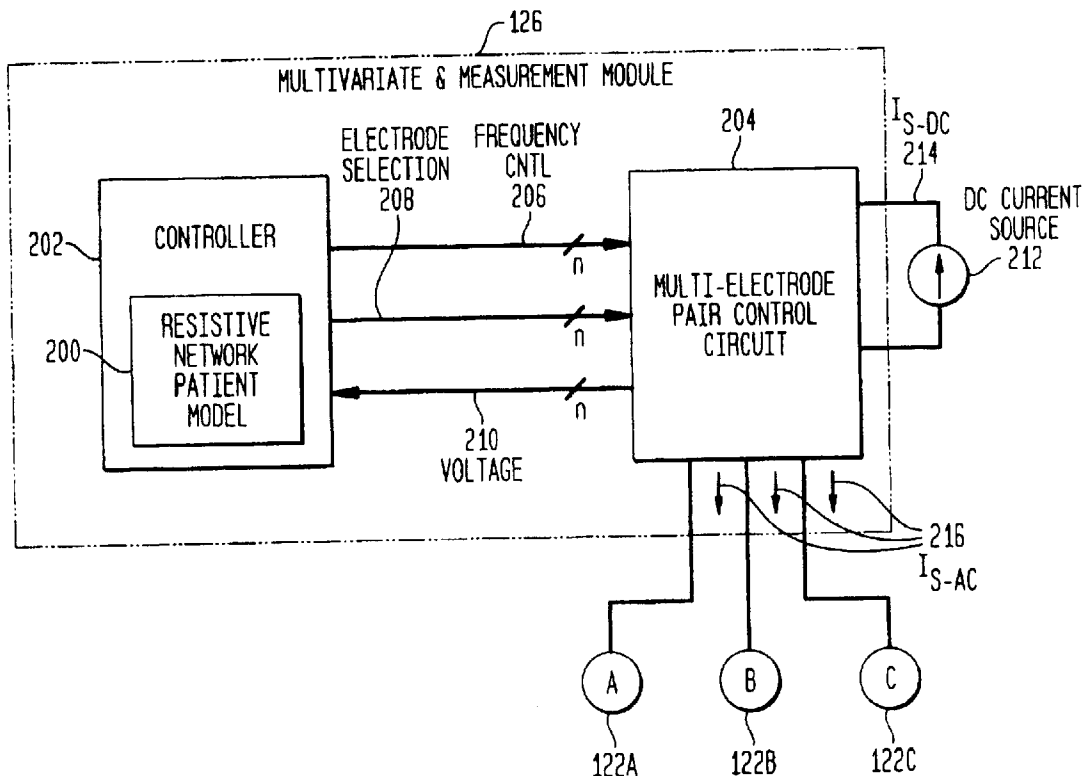 126
MULTIVARIATE & MEASUREMENT MODULE
ELECTRODE
SELECTION
208
FREQUENCY
CNTL
206
204
I S-DC
214
DC CURRENT
SOURCE
212
202
CONTROLLER
n
MULTI-ELECTRODE
PAIR CONTROL
CIRCUIT
200
RESISTIVE
NETWORK
PATIENT
MODEL
n
n
210
VOLTAGE
216
I S-AC
A
B
C
122A
122B
122C